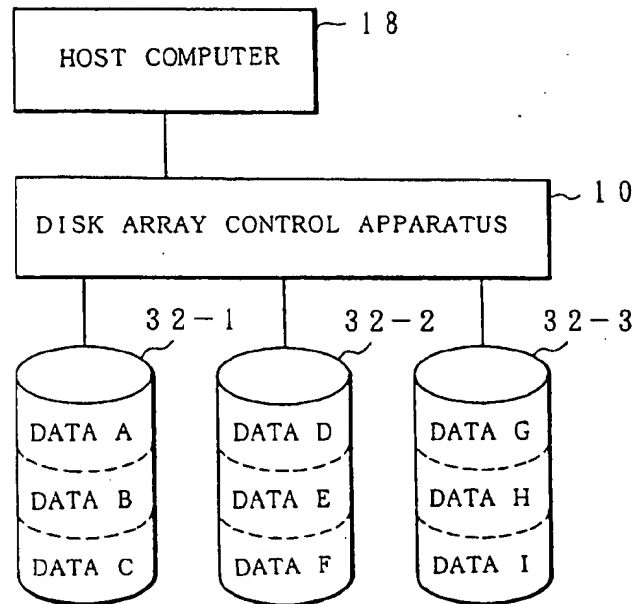 18
HOST COMPUTER
10
DISK ARRAY CONTROL APPARATUS
32-1
32-2
32-3
DATA A
DATA D
DATA G
DATA B
DATA E
DATA H
DATA C
DATA F
DATA I